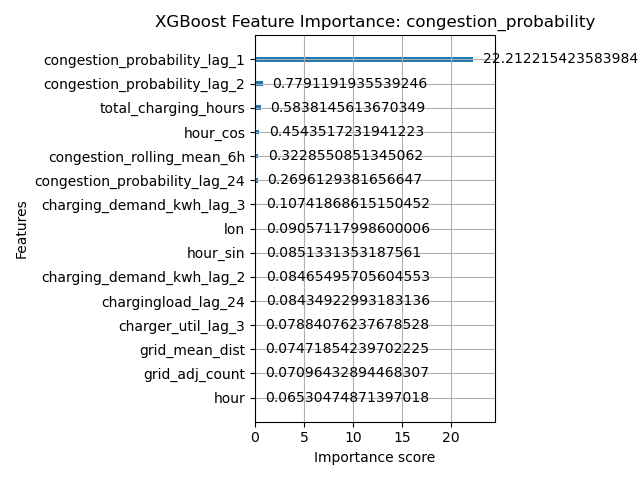 XGBoost Feature Importance: congestion_probability
congestion_probability_lag_1 22.212215423583984
congestion_probability_lag_2 0.7791191935539246
total_charging_hours 0.5838145613670349
hour_cos 0.4543517231941223
congestion_rolling_mean_6h 0.3228550851345062
congestion_probability_lag_24 0.2696129381656647
charging_demand_kwh_lag_3 0.10741868615150452
lon 0.09057117998600006
hour_sin 0.0851331353187561
charging_demand_kwh_lag_2 0.08465495705604553
chargingload_lag_24 0.08434922993183136
charger_util_lag_3 0.07884076237678528
grid_mean_dist 0.07471854239702225
grid_adj_count 0.07096432894468307
hour 0.06530474871397018
Features
0 5 10 15 20
Importance score